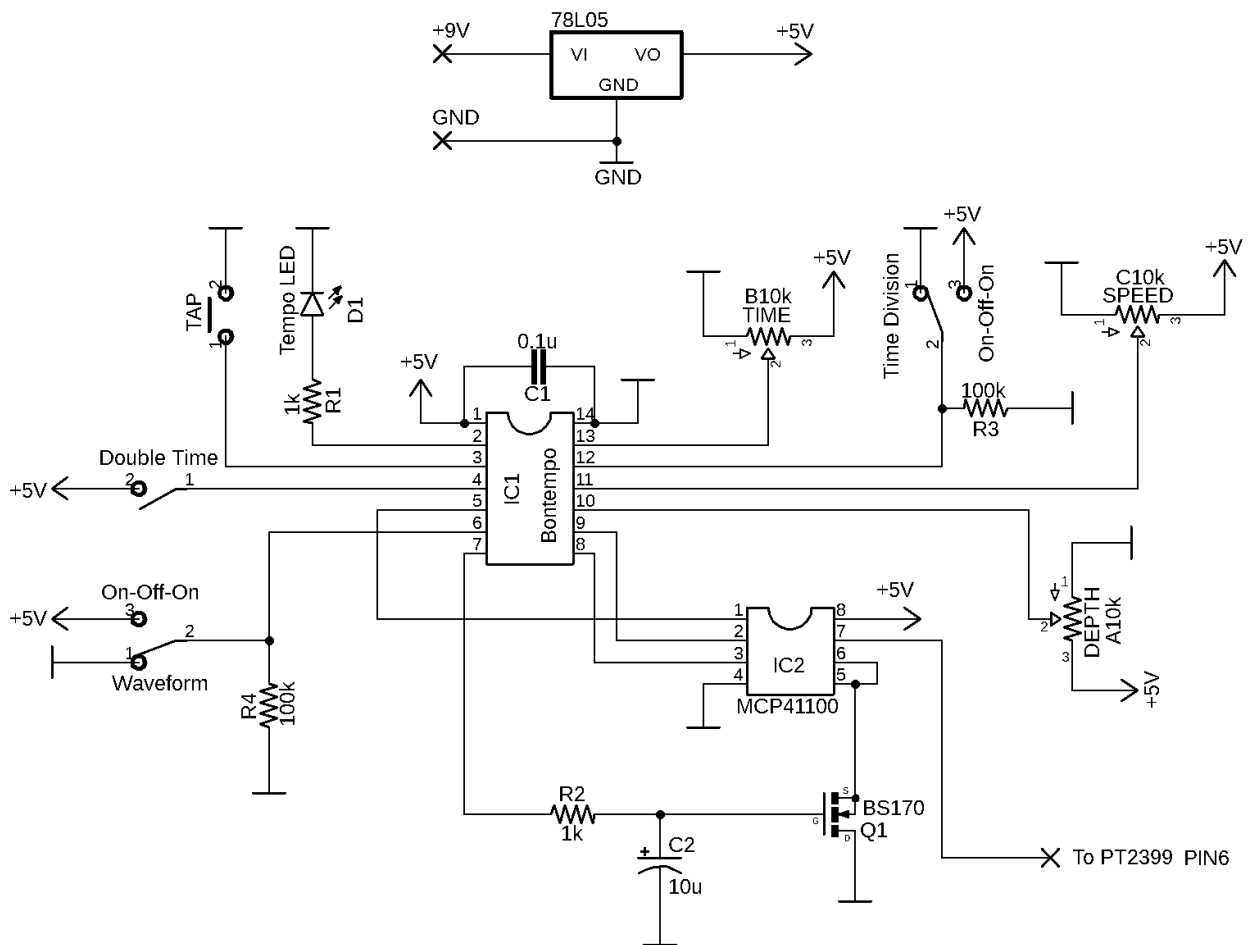 78L05
+9V
+5V
VI VO
GND
GND
GND
TAP
2
1
Tempo LED
D1
1k
R1
+5V
0.1u
C1
B10k
TIME
1
2
3
+5V
Time Division
1
3
2
+5V
On-Off-On
100k
R3
C10k
SPEED
1
2
3
+5V
1
2
3
4
5
6
7
IC1
Bontempo
14
13
12
11
10
9
8
Double Time
+5V
2
1
On-Off-On
+5V
3
2
1
Waveform
R4
100k
1
2
3
4
IC2
8
7
6
5
MCP41100
+5V
1
2
3
DEPTH
A10k
+5V
R2
1k
C2
+
10u
G
S
D
BS170
Q1
To PT2399 PIN6